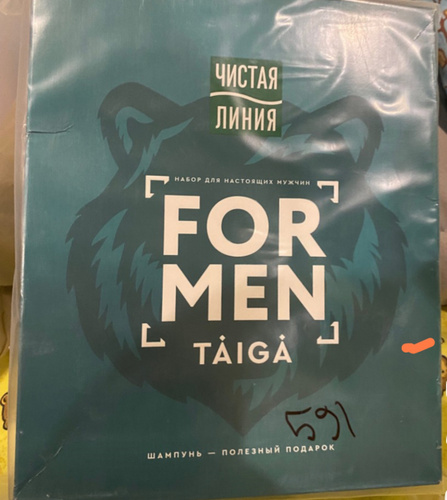 ЧИСТАЯ
ЛИНИЯ
НАБОР ДЛЯ НАСТОЯЩИХ МУЖЧИН
FOR
MEN
TAIGA
591
ШАМПУНЬ — ПОЛЕЗНЫЙ ПОДАРОК